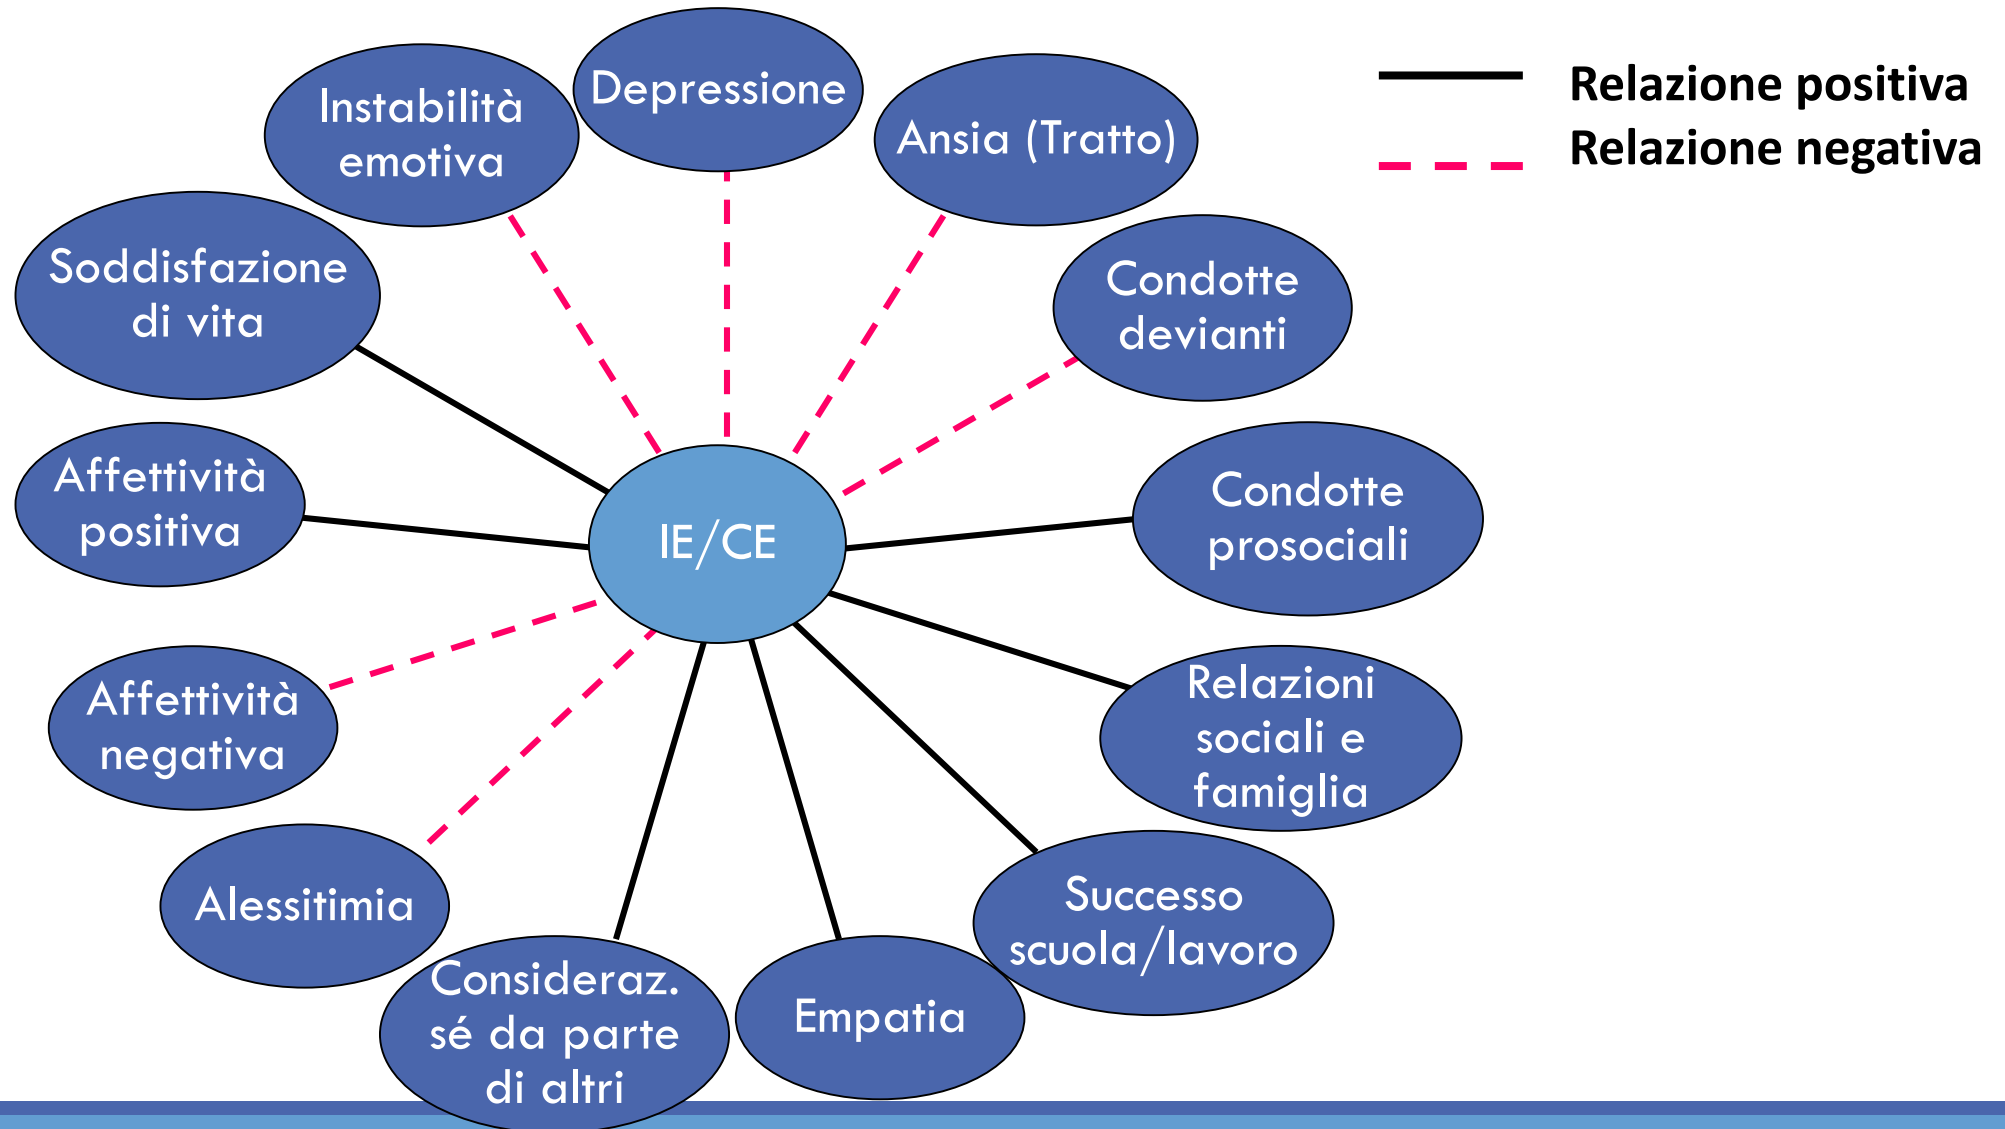 Depressione
Instabilità
emotiva
Ansia (Tratto)
Relazione positiva
Relazione negativa
Soddisfazione
di vita
Condotte
devianti
Affettività
positiva
IE/CE
Condotte
prosociali
Affettività
negativa
Relazioni
sociali e
famiglia
Alessitimia
Successo
scuola/lavoro
Consideraz.
sé da parte
di altri
Empatia